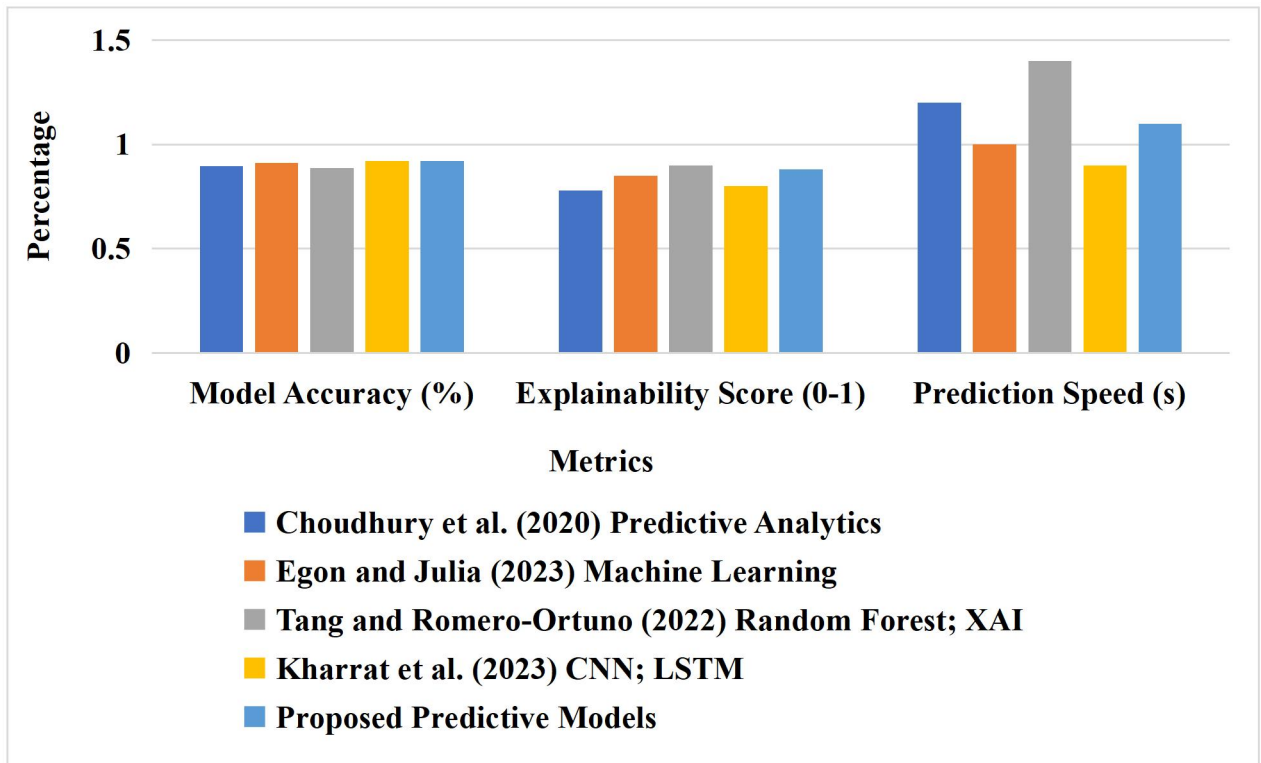 1.5
1
0.5
0
Percentage
Model Accuracy (%)
Explainability Score (0-1)
Prediction Speed (s)
Metrics
Choudhury et al. (2020) Predictive Analytics
Egon and Julia (2023) Machine Learning
Tang and Romero-Ortuno (2022) Random Forest; XAI
Kharrat et al. (2023) CNN; LSTM
Proposed Predictive Models